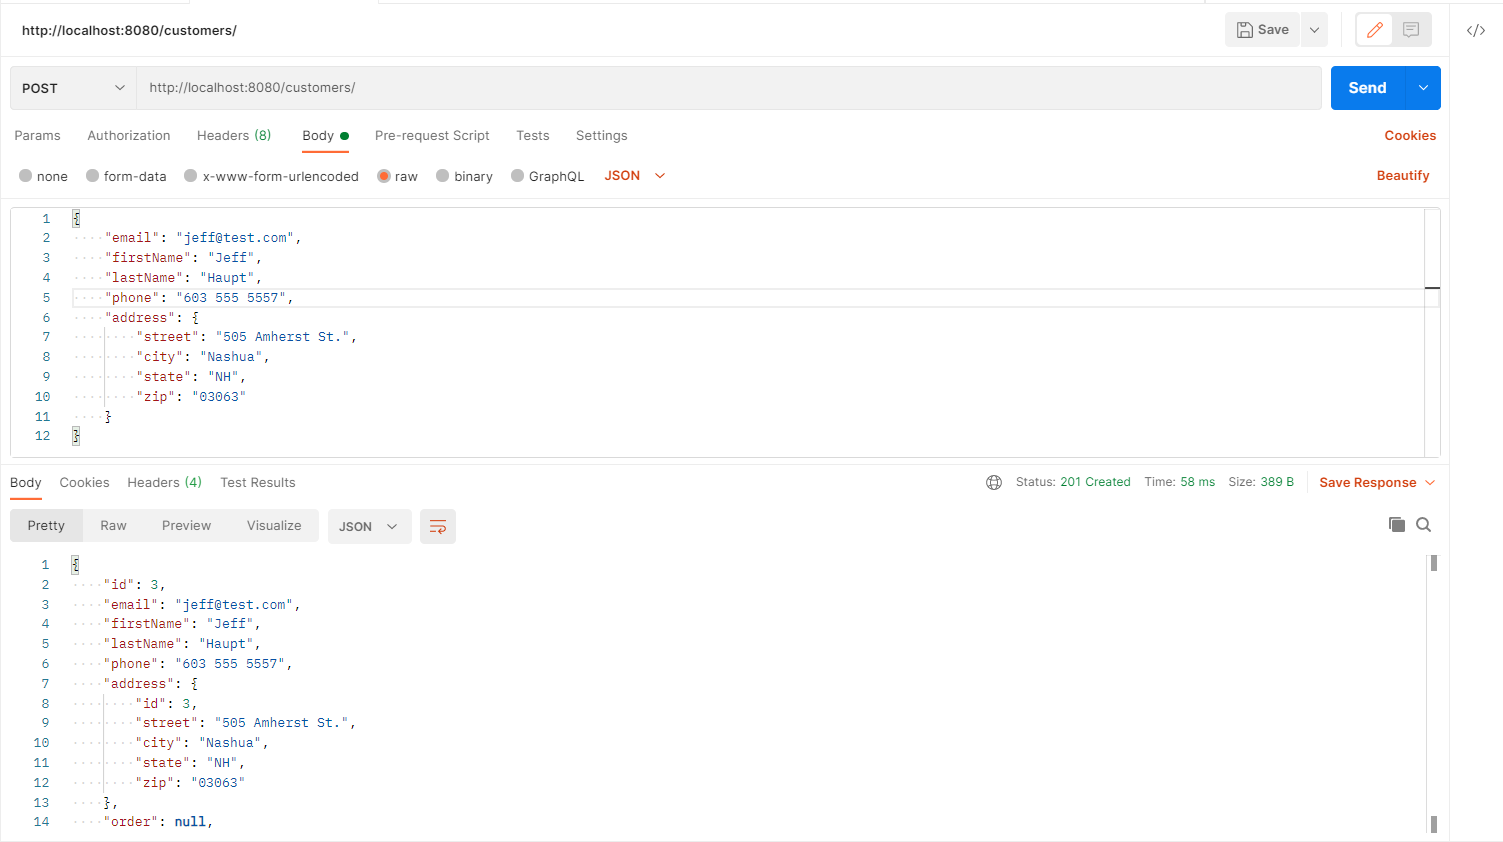 http://localhost:8080/customers/
Save
POST
http://localhost:8080/customers/
Send
Params Authorization Headers (8) Body Pre-request Script Tests Settings Cookies
none form-data x-www-form-urlencoded raw binary GraphQL JSON Beautify
1 {
2 "email": "jeff@test.com",
3 "firstName": "Jeff",
4 "lastName": "Haupt",
5 "phone": "603 555 5557",
6 "address": {
7 "street": "505 Amherst St.",
8 "city": "Nashua",
9 "state": "NH",
10 "zip": "03063"
11 }
12 }
Body Cookies Headers (4) Test Results Status: 201 Created Time: 58 ms Size: 389 B Save Response
Pretty Raw Preview Visualize JSON
1 {
2 "id": 3,
3 "email": "jeff@test.com",
4 "firstName": "Jeff",
5 "lastName": "Haupt",
6 "phone": "603 555 5557",
7 "address": {
8 "id": 3,
9 "street": "505 Amherst St.",
10 "city": "Nashua",
11 "state": "NH",
12 "zip": "03063"
13 },
14 "order": null,